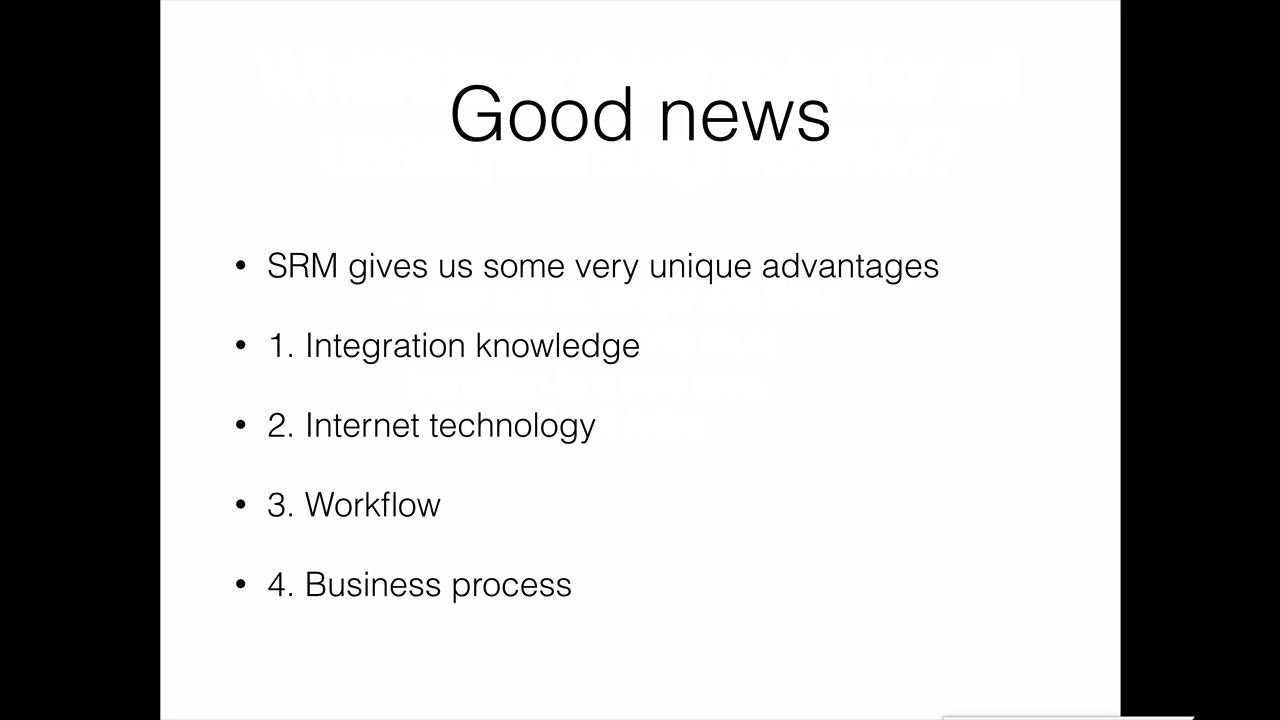 Good news
• SRM gives us some very unique advantages
• 1. Integration knowledge
• 2. Internet technology
• 3. Workflow
• 4. Business process